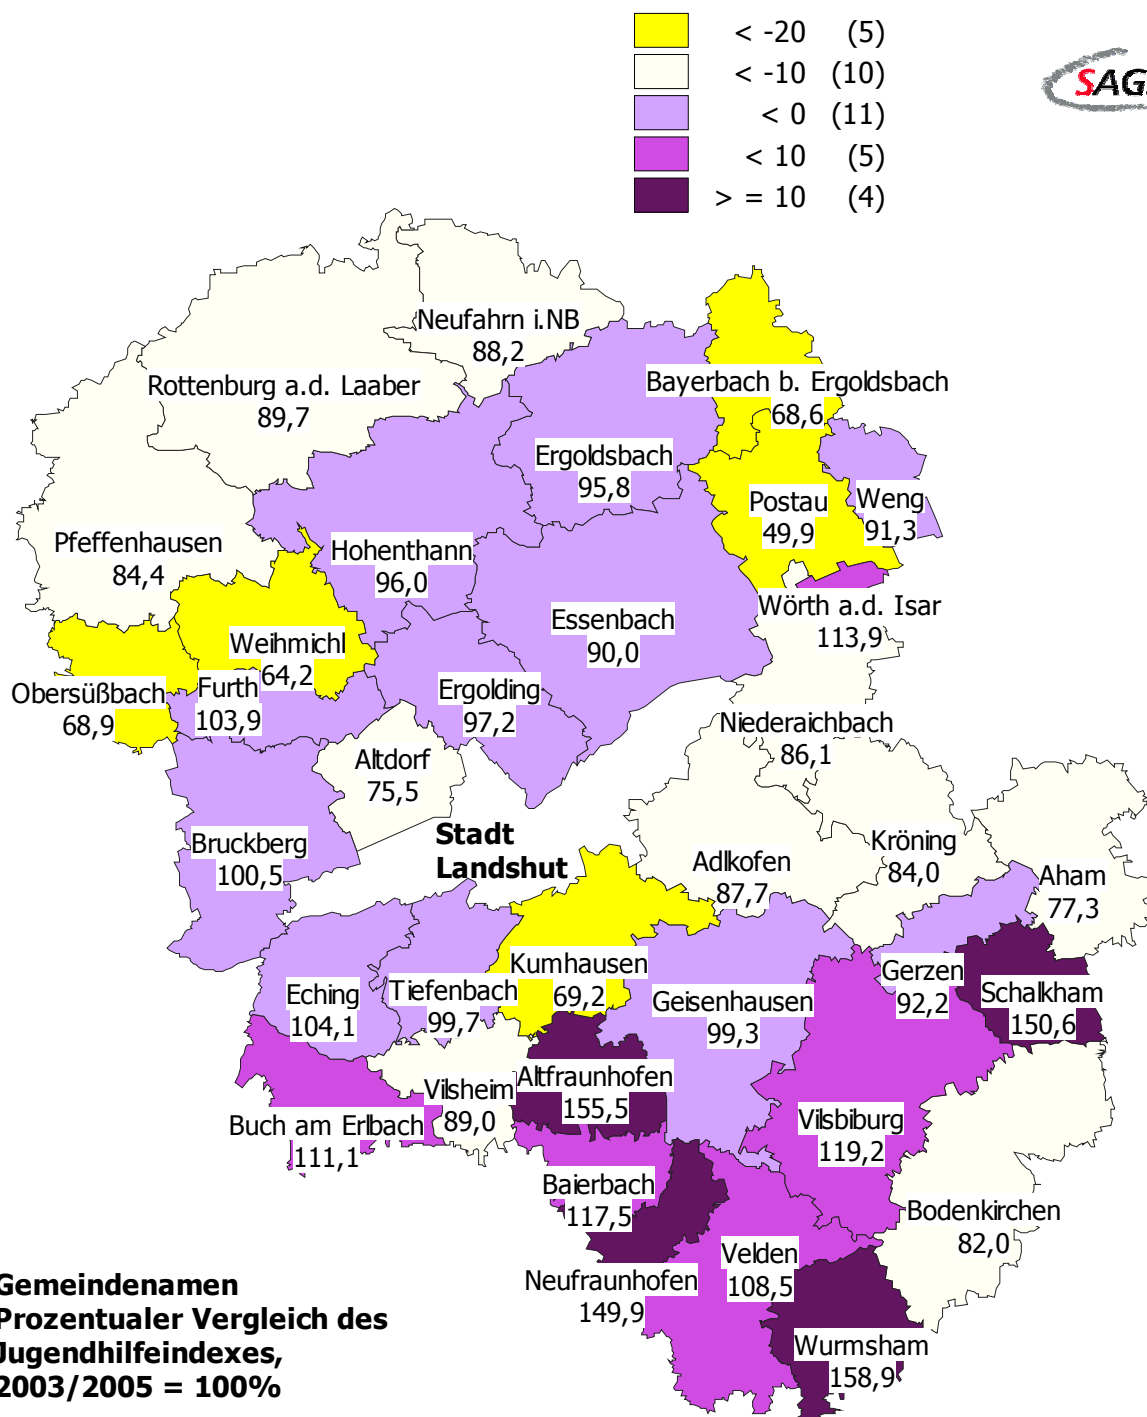 < -20 (5)
< -10 (10)
< 0 (11)
< 10 (5)
> = 10 (4)
SAG
Neufahrn i.NB
88,2
Rottenburg a.d. Laaber
89,7
Bayerbach b. Ergoldsbach
68,6
Ergoldsbach
95,8
Postau
49,9
Weng
91,3
Pfeffenhausen
84,4
Hohenthann
96,0
Essenbach
90,0
Wörth a.d. Isar
113,9
Weihmichl
64,2
Obersüßbach
68,9
Furth
103,9
Ergolding
97,2
Niederaichbach
86,1
Altdorf
75,5
Stadt
Landshut
Bruckberg
100,5
Adlkofen
87,7
Kröning
84,0
Aham
77,3
Kumhausen
69,2
Gerzen
92,2
Schalkham
150,6
Eching
104,1
Tiefenbach
99,7
Geisenhausen
99,3
Altfraunhofen
155,5
Vilsheim
89,0
Buch am Erlbach
111,1
Vilsbiburg
119,2
Baierbach
117,5
Bodenkirchen
82,0
Velden
108,5
Neufraunhofen
149,9
Wurmsham
158,9
Gemeindenamen
Prozentualer Vergleich des
Jugendhilfeindexes,
2003/2005 = 100%